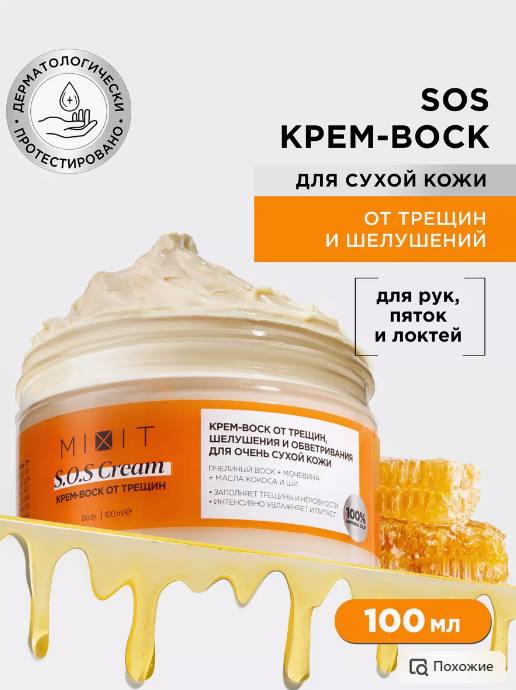 ДЕРМАТОЛОГИЧЕСКИ
ПРОТЕСТИРОВАНО
SOS
КРЕМ-ВОСК
ДЛЯ СУХОЙ КОЖИ
ОТ ТРЕЩИН
И ШЕЛУШЕНИЙ
для рук,
пяток
и локтей
MIXIT
S.O.S Cream
КРЕМ-ВОСК ОТ ТРЕЩИН
Body | 100 ml e
КРЕМ-ВОСК ОТ ТРЕЩИН,
ШЕЛУШЕНИЯ И ОБВЕТРИВАНИЯ
ДЛЯ ОЧЕНЬ СУХОЙ КОЖИ
ПЧЕЛИНЫЙ ВОСК + МОЧЕВИНА
+ МАСЛА КОКОСА И ШИ
• ЗАПОЛНЯЕТ ТРЕЩИНЫ И НЕРОВНОСТИ
• ИНТЕНСИВНО УВЛАЖНЯЕТ И ПИТАЕТ
100%
100 мл
Похожие